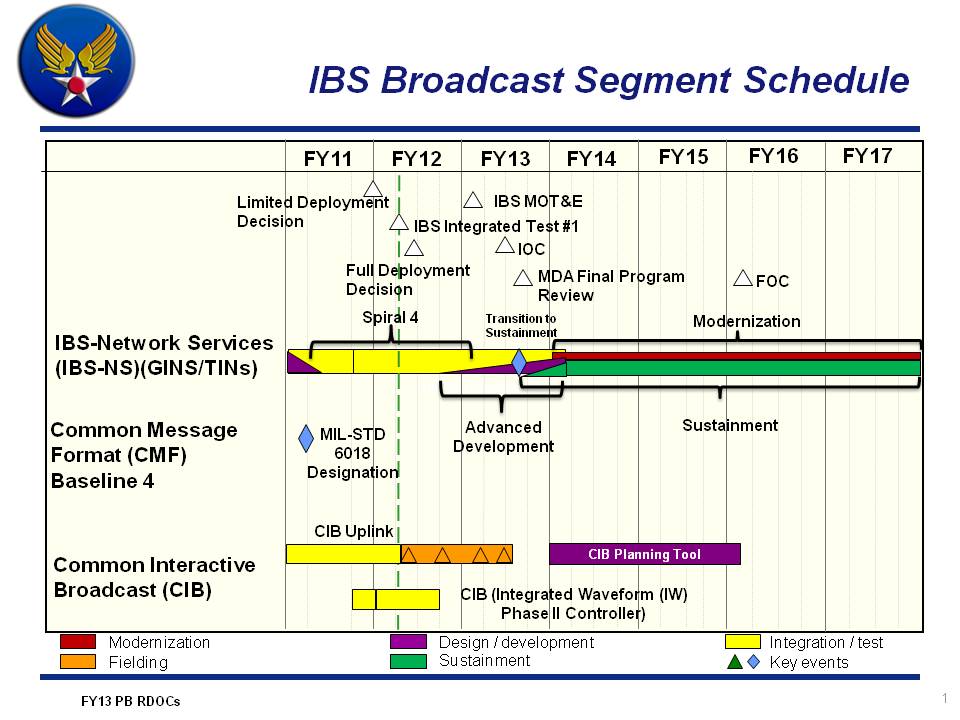 IBS Broadcast Segment Schedule
FY11 FY12 FY13 FY14 FY15 FY16 FY17
Limited Deployment
Decision
IBS MOT&E
IBS Integrated Test #1
IOC
Full Deployment
Decision
MDA Final Program
Review
FOC
Spiral 4
Transition to
Sustainment
Modernization
IBS-Network Services
(IBS-NS)(GINS/TINs)
Advanced
Development
Sustainment
Common Message
Format (CMF)
Baseline 4
MIL-STD
6018
Designation
CIB Uplink
CIB Planning Tool
Common Interactive
Broadcast (CIB)
CIB (Integrated Waveform (IW)
Phase II Controller)
Modernization
Design / development
Integration / test
Fielding
Sustainment
Key events
FY13 PB RDOCs
1